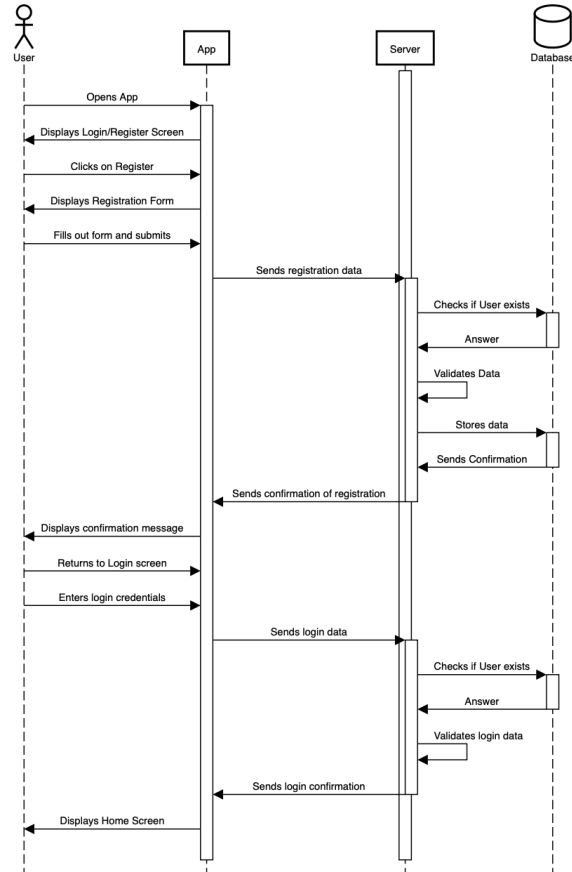 User
App
Server
Database
Opens App
Displays Login/Register Screen
Clicks on Register
Displays Registration Form
Fills out form and submits
Sends registration data
Checks if User exists
Answer
Validates Data
Stores data
Sends Confirmation
Sends confirmation of registration
Displays confirmation message
Returns to Login screen
Enters login credentials
Sends login data
Checks if User exists
Answer
Validates login data
Sends login confirmation
Displays Home Screen